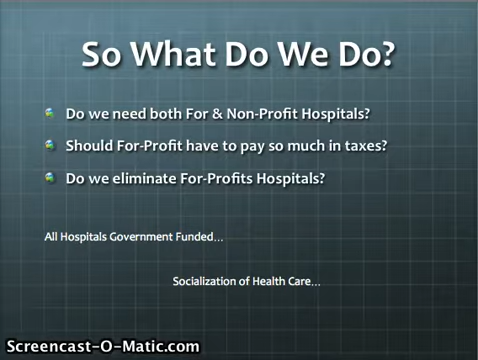 So What Do We Do?
Do we need both For & Non-Profit Hospitals?
Should For-Profit have to pay so much in taxes?
Do we eliminate For-Profits Hospitals?
All Hospitals Government Funded...
Socialization of Health Care...
Screencast-O-Matic.com